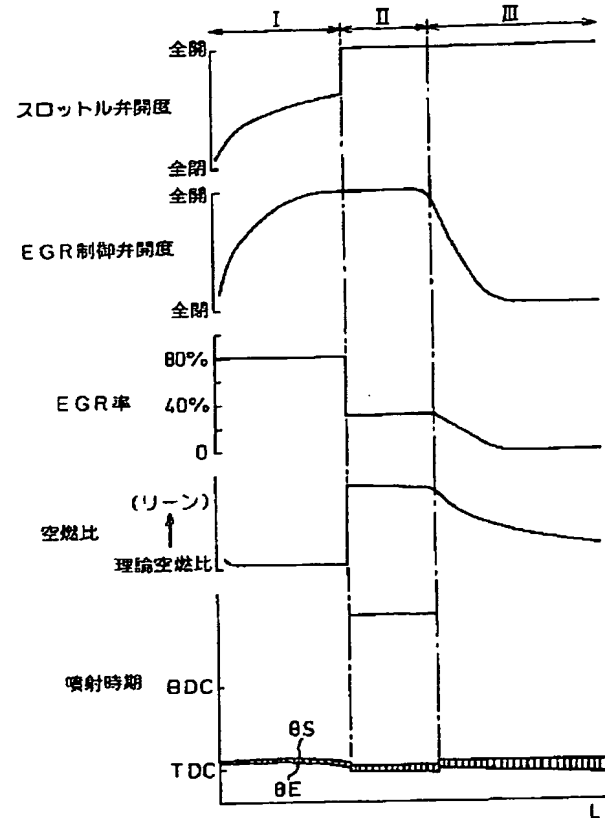 I II III
全開
スロットル弁開度
全閉
全開
EGR制御弁開度
全閉
80%
EGR率 40%
0
(リーン)
空燃比
理論空燃比
噴射時期 BDC
θS
TDC
θE
L